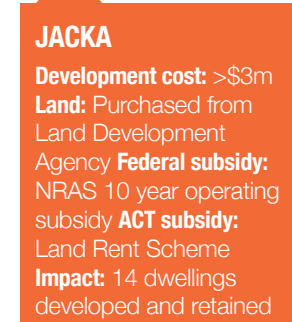 JACKA
Development cost: >$3m
Land: Purchased from
Land Development
Agency Federal subsidy:
NRAS 10 year operating
subsidy ACT subsidy:
Land Rent Scheme
Impact: 14 dwellings
developed and retained